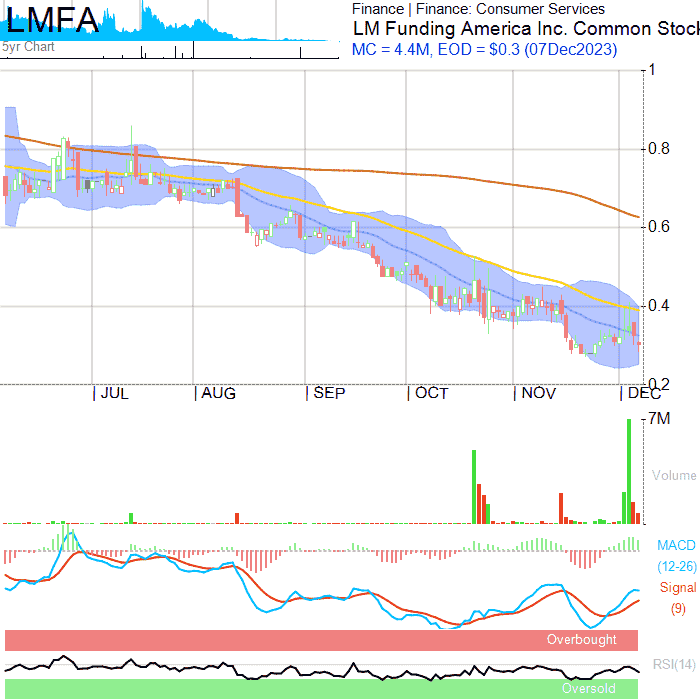 LMFA
5yr Chart
Finance | Finance: Consumer Services
LM Funding America Inc. Common Stock
MC = 4.4M, EOD = $0.3 (07Dec2023)
1
0.8
0.6
0.4
0.2
JUL AUG SEP OCT NOV DEC
7M
Volume
MACD
(12-26)
Signal
(9)
Overbought
RSI(14)
Oversold